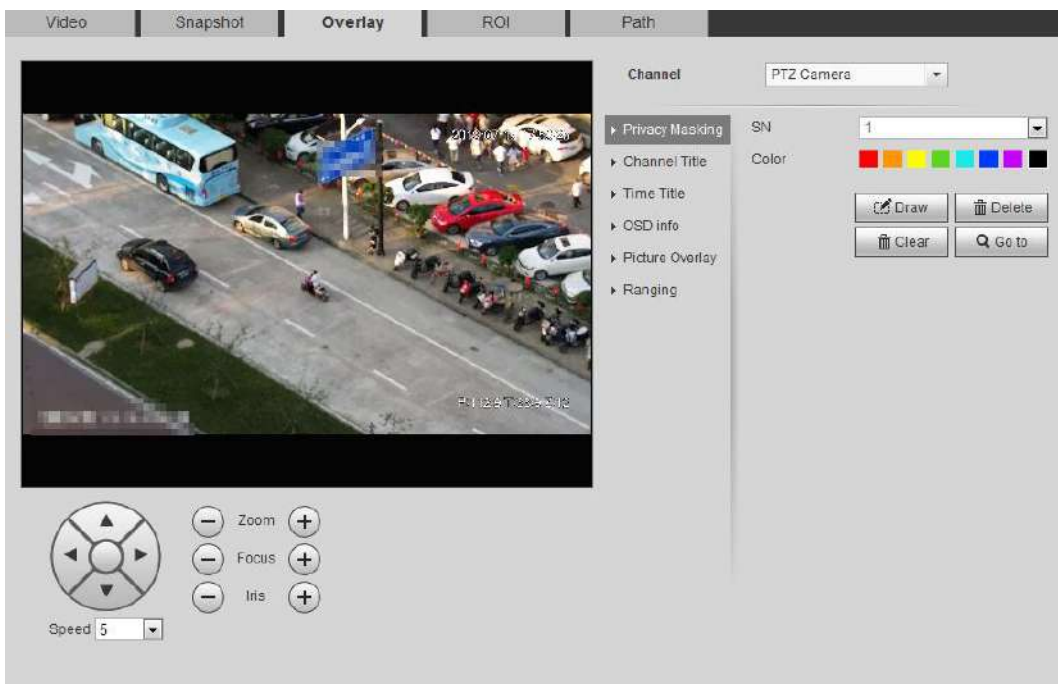 Video Snapshot Overlay ROI Path
Channel PTZ Camera
Privacy Masking
Channel Title
Time Title
OSD info
Picture Overlay
Ranging
SN 1
Color
Draw Delete
Clear Go to
Zoom
Focus
Iris
Speed 5